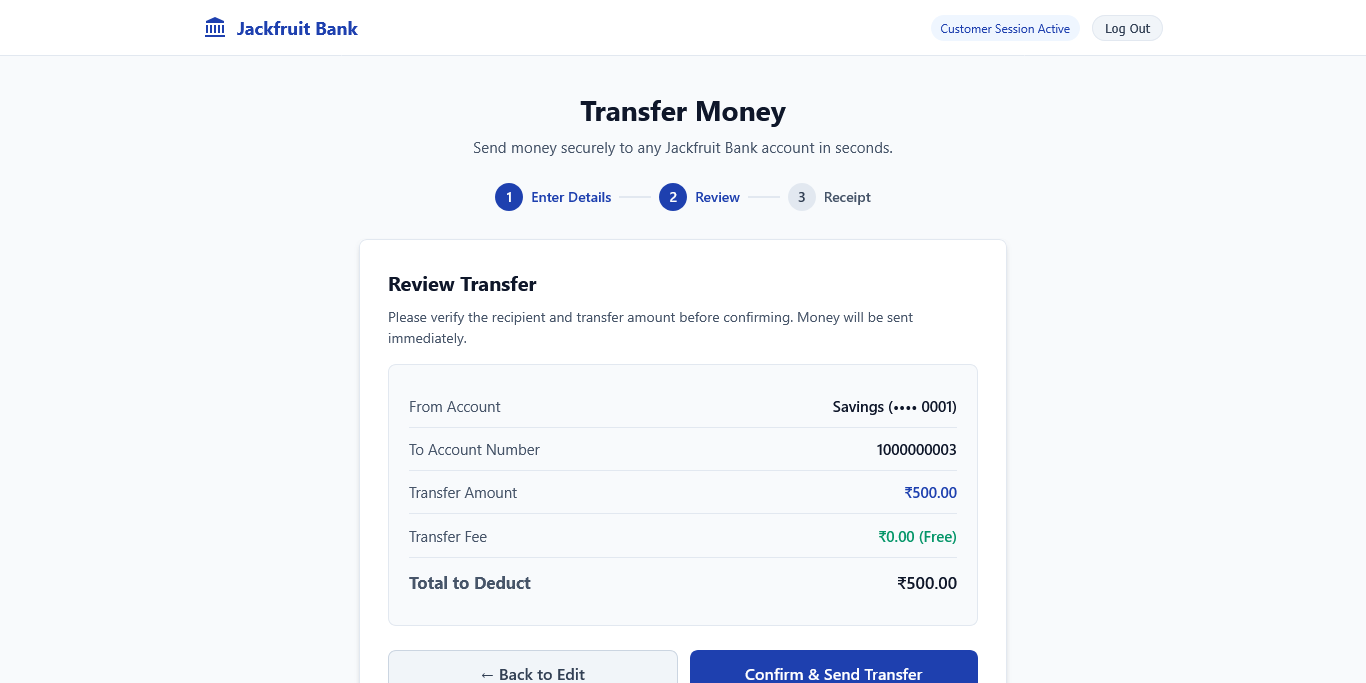 Jackfruit Bank
Customer Session Active
Log Out
Transfer Money
Send money securely to any Jackfruit Bank account in seconds.
1 Enter Details 2 Review 3 Receipt
Review Transfer
Please verify the recipient and transfer amount before confirming. Money will be sent
immediately.
From Account Savings (•••• 0001)
To Account Number 1000000003
Transfer Amount ₹500.00
Transfer Fee ₹0.00 (Free)
Total to Deduct ₹500.00
← Back to Edit
Confirm & Send Transfer